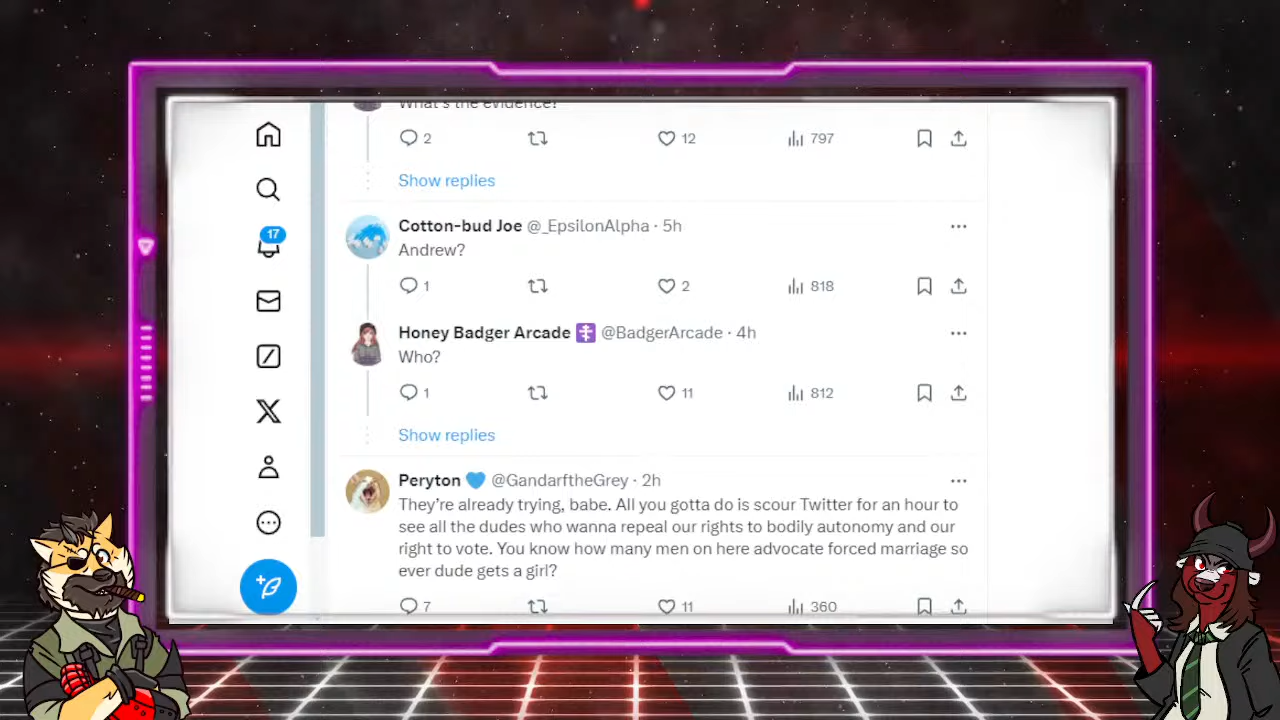 What's the evidence?
2 12 797
Show replies
17
Cotton-bud Joe @_EpsilonAlpha · 5h
Andrew?
1 2 818
Honey Badger Arcade @BadgerArcade · 4h
Who?
1 11 812
Show replies
Peryton 💙 @GandarftheGrey · 2h
They're already trying, babe. All you gotta do is scour Twitter for an hour to
see all the dudes who wanna repeal our rights to bodily autonomy and our
right to vote. You know how many men on here advocate forced marriage so
ever dude gets a girl?
7 11 360